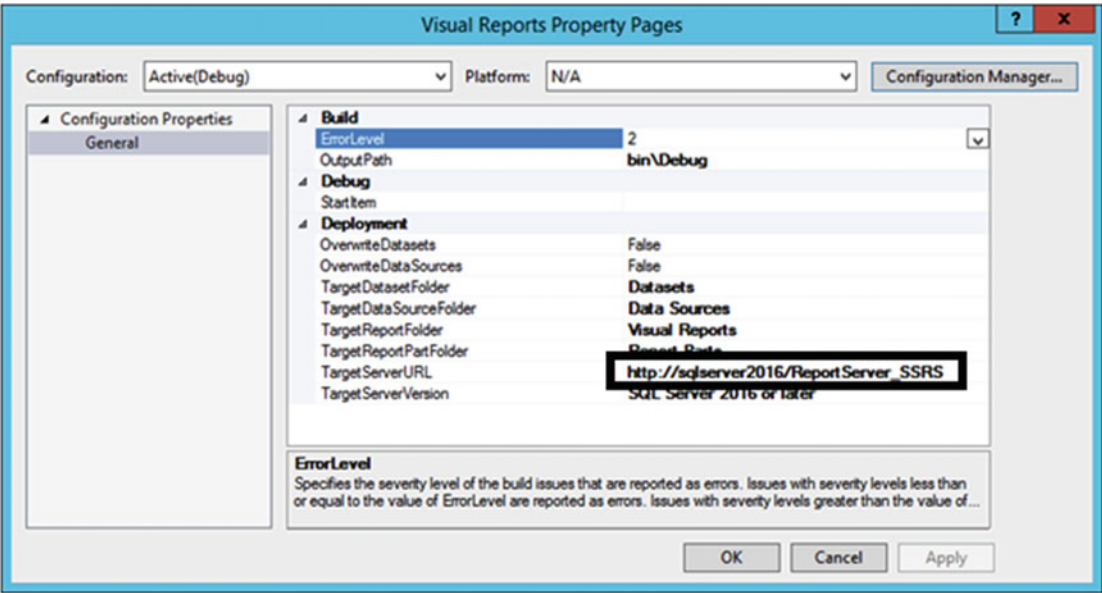 Visual Reports Property Pages
? x
Configuration: Active(Debug) Platform: N/A Configuration Manager...
Configuration Properties
General
Build
ErrorLevel 2
OutputPath bin\Debug
Debug
StartItem
Deployment
OverwriteDatasets False
OverwriteDataSources False
TargetDatasetFolder Datasets
TargetDataSourceFolder Data Sources
TargetReportFolder Visual Reports
TargetReportPartFolder Report Parts
TargetServerURL http://sqlserver2016/ReportServer_SSRS
TargetServerVersion SQL Server 2016 or later
ErrorLevel
Specifies the severity level of the build issues that are reported as errors. Issues with severity levels less than
or equal to the value of ErrorLevel are reported as errors. Issues with severity levels greater than the value of...
OK Cancel Apply